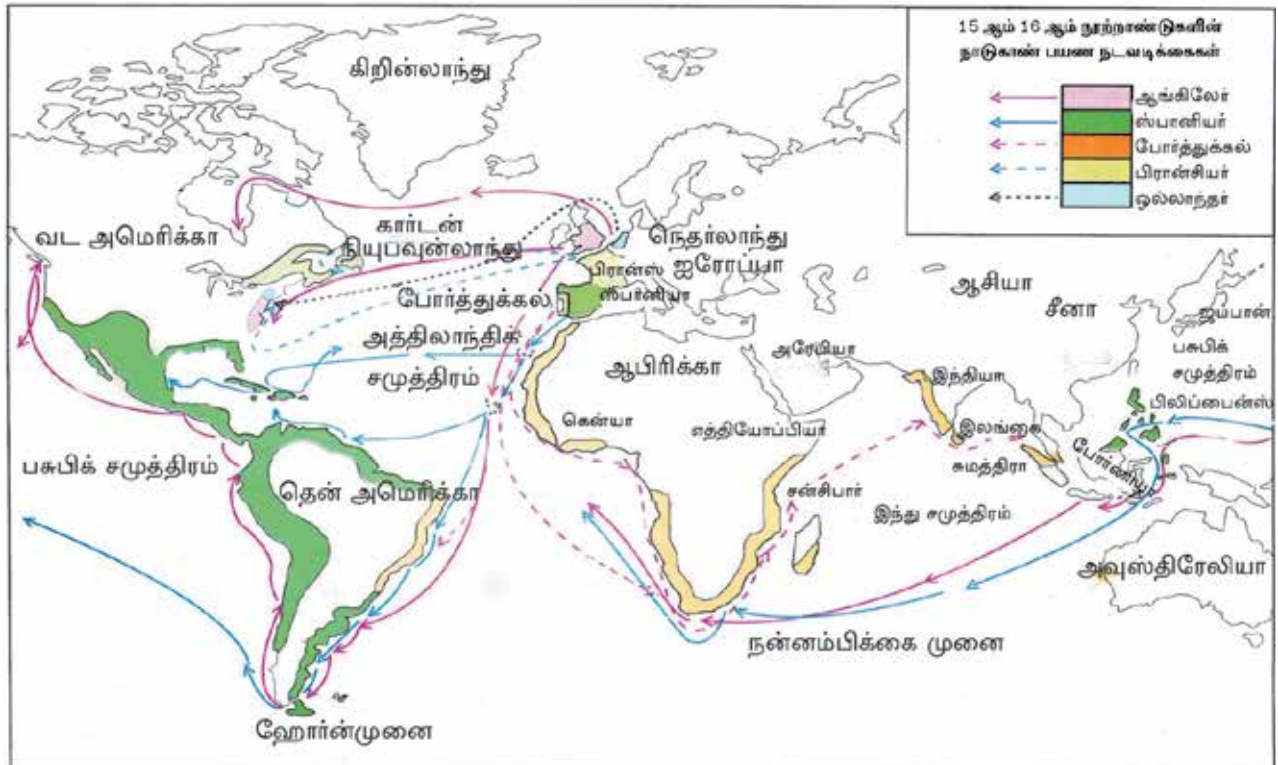 15 ஆம் 16 ஆம் நூற்றாண்டுகளின்
நாடுகாண் பயண நடவடிக்கைகள்
ஆங்கிலேர்
ஸ்பானியர்
போர்த்துக்கல்
பிரான்சியர்
ஒல்லாந்தர்
கிறின்லாந்து
வட அமெரிக்கா
கார்டன்
நியுபவுன்லாந்து
நெதர்லாந்து
பிரான்ஸ்
ஐரோப்பா
ஸ்பானியா
போர்த்துக்கல்
ஆசியா
சீனா
ஜப்பான்
அத்திலாந்திக்
சமுத்திரம்
ஆபிரிக்கா
அரேபியா
பசுபிக்
சமுத்திரம்
இந்தியா
பிலிப்பைன்ஸ்
கென்யா
எத்தியோப்பியர்
இலங்கை
சுமத்திரா
போர்ணியா
பசுபிக் சமுத்திரம்
தென் அமெரிக்கா
சன்சிபார்
இந்து சமுத்திரம்
அவுஸ்திரேலியா
நன்னம்பிக்கை முனை
ஹோர்ன்முனை